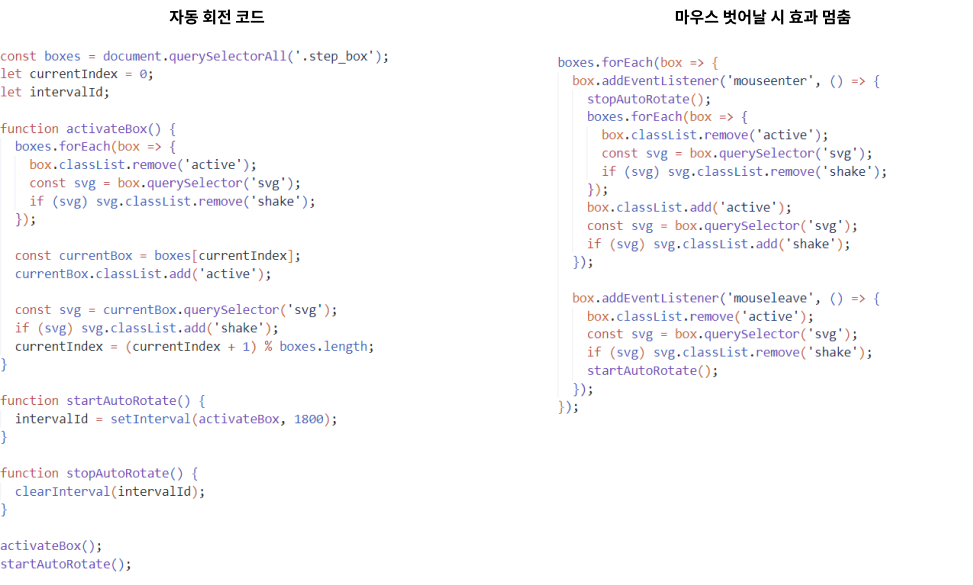 자동 회전 코드
const boxes = document.querySelectorAll('.step_box');
let currentIndex = 0;
let intervalId;
function activateBox() {
boxes.forEach(box => {
box.classList.remove('active');
const svg = box.querySelector('svg');
if (svg) svg.classList.remove('shake');
});
const currentBox = boxes[currentIndex];
currentBox.classList.add('active');
const svg = currentBox.querySelector('svg');
if (svg) svg.classList.add('shake');
currentIndex = (currentIndex + 1) % boxes.length;
}
function startAutoRotate() {
intervalId = setInterval(activateBox, 1800);
}
function stopAutoRotate() {
clearInterval(intervalId);
}
activateBox();
startAutoRotate();
마우스 벗어날 시 효과 멈춤
boxes.forEach(box => {
box.addEventListener('mouseenter', () => {
stopAutoRotate();
boxes.forEach(box => {
box.classList.remove('active');
const svg = box.querySelector('svg');
if (svg) svg.classList.remove('shake');
});
box.classList.add('active');
const svg = box.querySelector('svg');
if (svg) svg.classList.add('shake');
});
box.addEventListener('mouseleave', () => {
box.classList.remove('active');
const svg = box.querySelector('svg');
if (svg) svg.classList.remove('shake');
startAutoRotate();
});
});